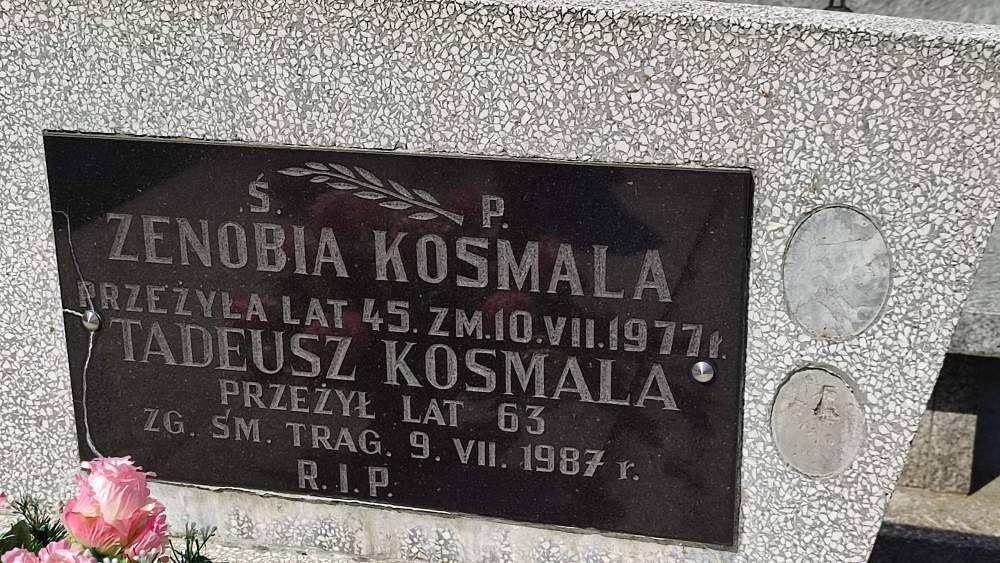 Ś. P.
ZENOBIA KOSMALA
PRZEŻYŁA LAT 45. ZM. 10.VII.1977 r.
TADEUSZ KOSMALA
PRZEŻYŁ LAT 63
ZG. ŚM. TRAG. 9. VII. 1987 r.
R.I.P.